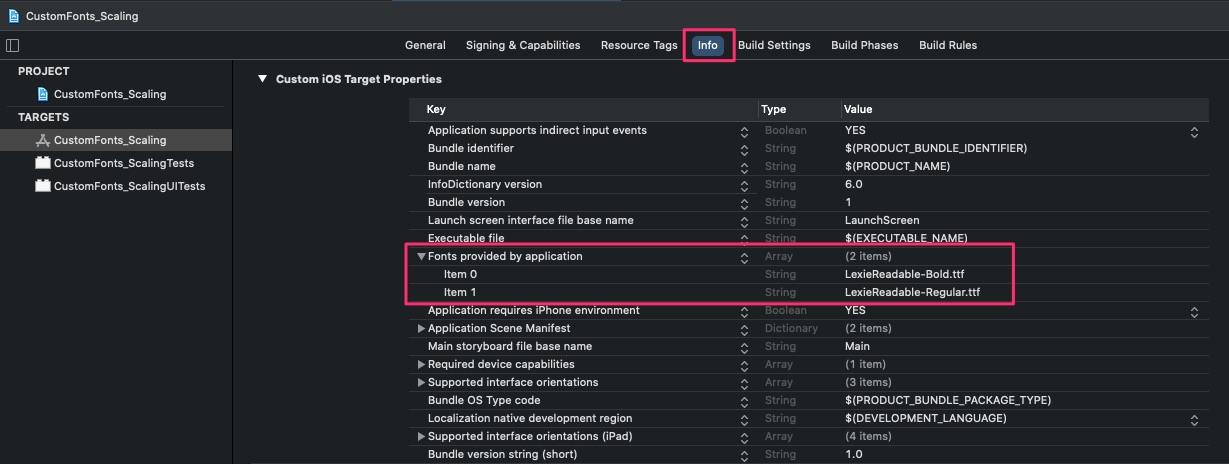 CustomFonts_Scaling
General Signing & Capabilities Resource Tags Info Build Settings Build Phases Build Rules
PROJECT
CustomFonts_Scaling
TARGETS
CustomFonts_Scaling
CustomFonts_ScalingTests
CustomFonts_ScalingUITests
Custom iOS Target Properties
Key Type Value
Application supports indirect input events Boolean YES
Bundle identifier String $(PRODUCT_BUNDLE_IDENTIFIER)
Bundle name String $(PRODUCT_NAME)
InfoDictionary version String 6.0
Bundle version String 1
Launch screen interface file base name String LaunchScreen
Executable file String $(EXECUTABLE_NAME)
Fonts provided by application Array (2 items)
Item 0 String LexieReadable-Bold.ttf
Item 1 String LexieReadable-Regular.ttf
Application requires iPhone environment Boolean YES
Application Scene Manifest Dictionary (2 items)
Main storyboard file base name String Main
Required device capabilities Array (1 item)
Supported interface orientations Array (3 items)
Bundle OS Type code String $(PRODUCT_BUNDLE_PACKAGE_TYPE)
Localization native development region String $(DEVELOPMENT_LANGUAGE)
Supported interface orientations (iPad) Array (4 items)
Bundle version string (short) String 1.0